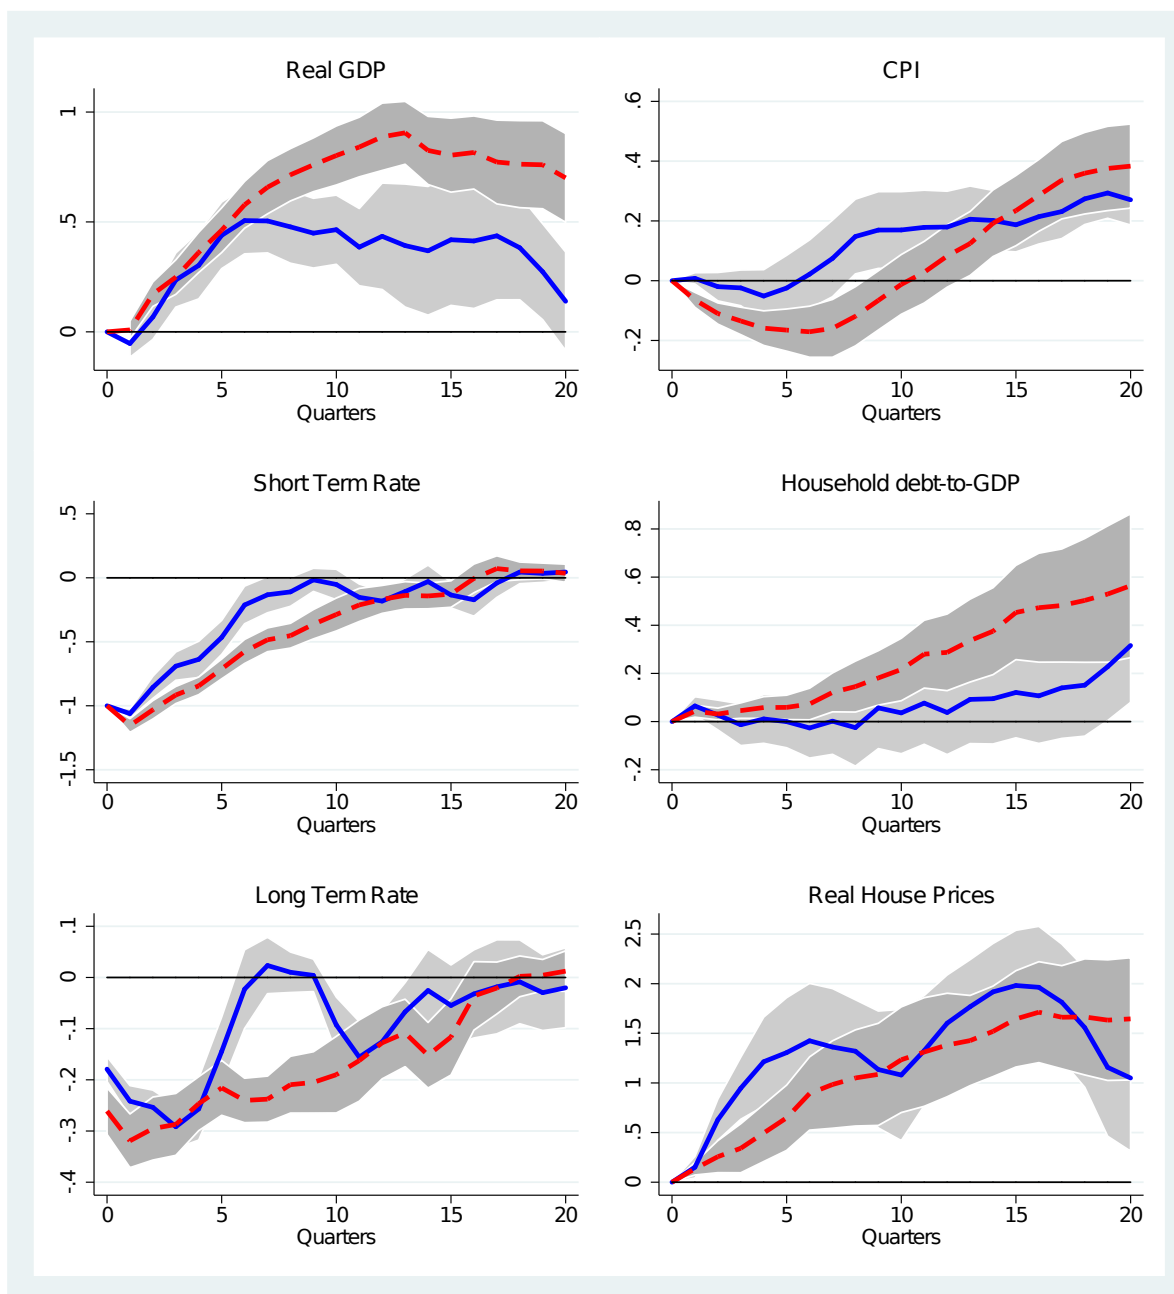 Real GDP
1
.5
0
0 5 10 15 20
Quarters
CPI
.6
.4
.2
0
-.2
0 5 10 15 20
Quarters
Short Term Rate
.5
0
-.5
-1
-1.5
0 5 10 15 20
Quarters
Household debt-to-GDP
.8
.6
.4
.2
0
-.2
0 5 10 15 20
Quarters
Long Term Rate
.1
0
-.1
-.2
-.3
-.4
0 5 10 15 20
Quarters
Real House Prices
2.5
2
1.5
1
.5
0
0 5 10 15 20
Quarters